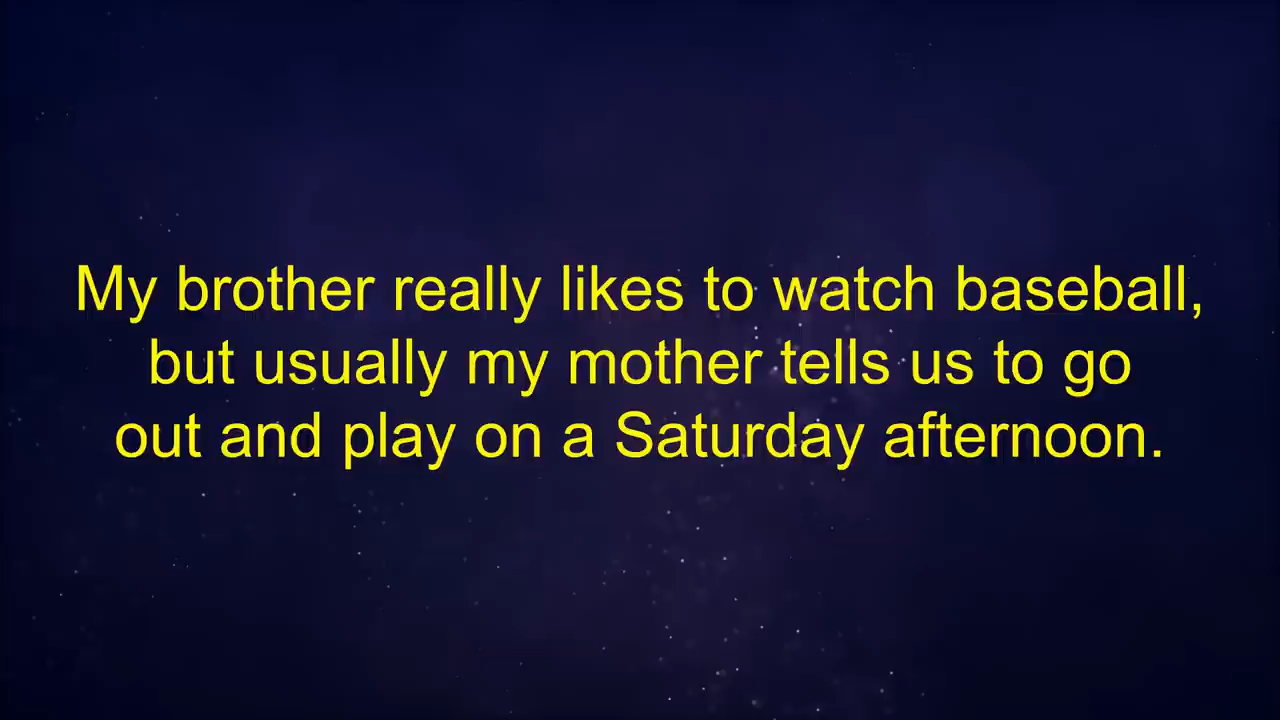 My brother really likes to watch baseball,
but usually my mother tells us to go
out and play on a Saturday afternoon.